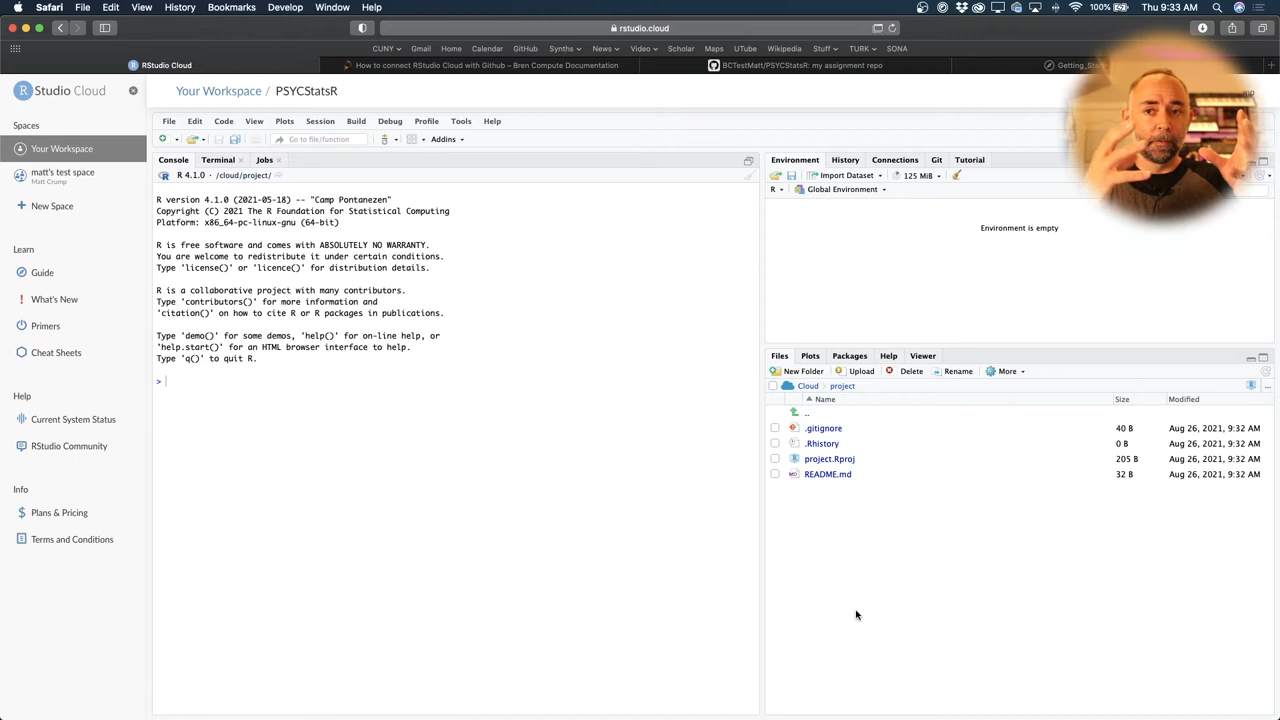 Safari File Edit View History Bookmarks Develop Window Help 100% Thu 9:33 AM
rstudio.cloud
CUNY Gmail Home Calendar GitHub Synths News Video Scholar Maps UTube Wikipedia Stuff TURK SONA
RStudio Cloud How to connect RStudio Cloud with Github – Bren Compute Documentation BCTestMatt/PSYCStatsR: my assignment repo Getting_Star
R Studio Cloud
Your Workspace / PSYCStatsR
Spaces
Your Workspace
matt's test space
Matt Crump
New Space
Learn
Guide
What's New
Primers
Cheat Sheets
Help
Current System Status
RStudio Community
Info
Plans & Pricing
Terms and Conditions
File Edit Code View Plots Session Build Debug Profile Tools Help
Go to file/function Addins
Console Terminal Jobs
R 4.1.0 · /cloud/project/
R version 4.1.0 (2021-05-18) -- "Camp Pontanezen"
Copyright (C) 2021 The R Foundation for Statistical Computing
Platform: x86_64-pc-linux-gnu (64-bit)
R is free software and comes with ABSOLUTELY NO WARRANTY.
You are welcome to redistribute it under certain conditions.
Type 'license()' or 'licence()' for distribution details.
R is a collaborative project with many contributors.
Type 'contributors()' for more information and
'citation()' on how to cite R or R packages in publications.
Type 'demo()' for some demos, 'help()' for on-line help, or
'help.start()' for an HTML browser interface to help.
Type 'q()' to quit R.
>
Environment History Connections Git Tutorial
Import Dataset 125 MiB
R Global Environment
Environment is empty
Files Plots Packages Help Viewer
New Folder Upload Delete Rename More
Cloud project
Name Size Modified
..
.gitignore 40 B Aug 26, 2021, 9:32 AM
.Rhistory 0 B Aug 26, 2021, 9:32 AM
project.Rproj 205 B Aug 26, 2021, 9:32 AM
README.md 32 B Aug 26, 2021, 9:32 AM